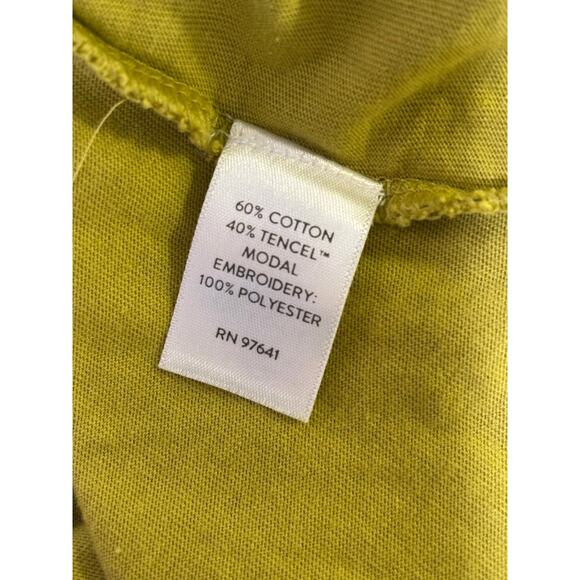 60% COTTON
40% TENCEL™
MODAL
EMBROIDERY:
100% POLYESTER
RN 97641